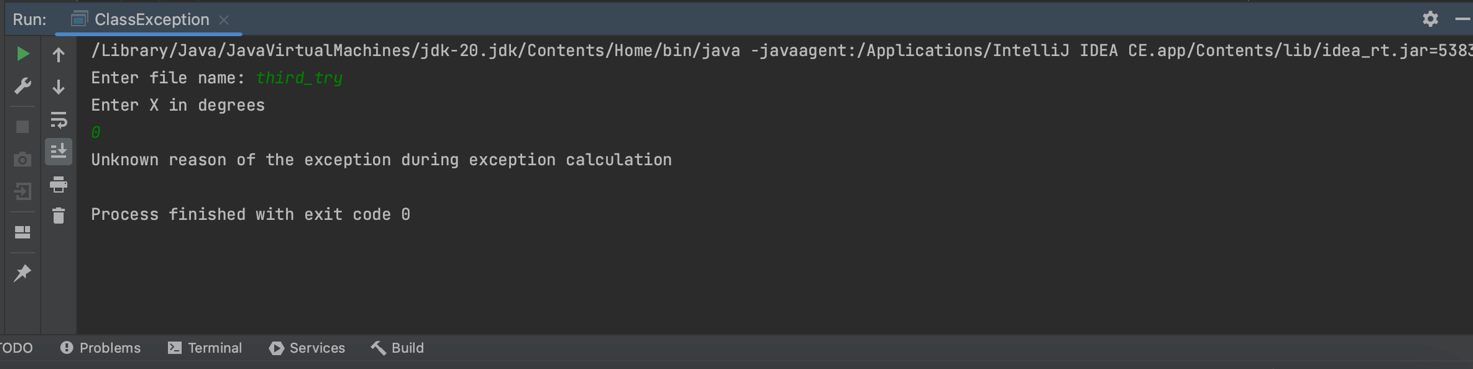 Run: ClassException
/Library/Java/JavaVirtualMachines/jdk-20.jdk/Contents/Home/bin/java -javaagent:/Applications/IntelliJ IDEA CE.app/Contents/lib/idea_rt.jar=5383
Enter file name: third_try
Enter X in degrees
0
Unknown reason of the exception during exception calculation
Process finished with exit code 0
TODO Problems Terminal Services Build